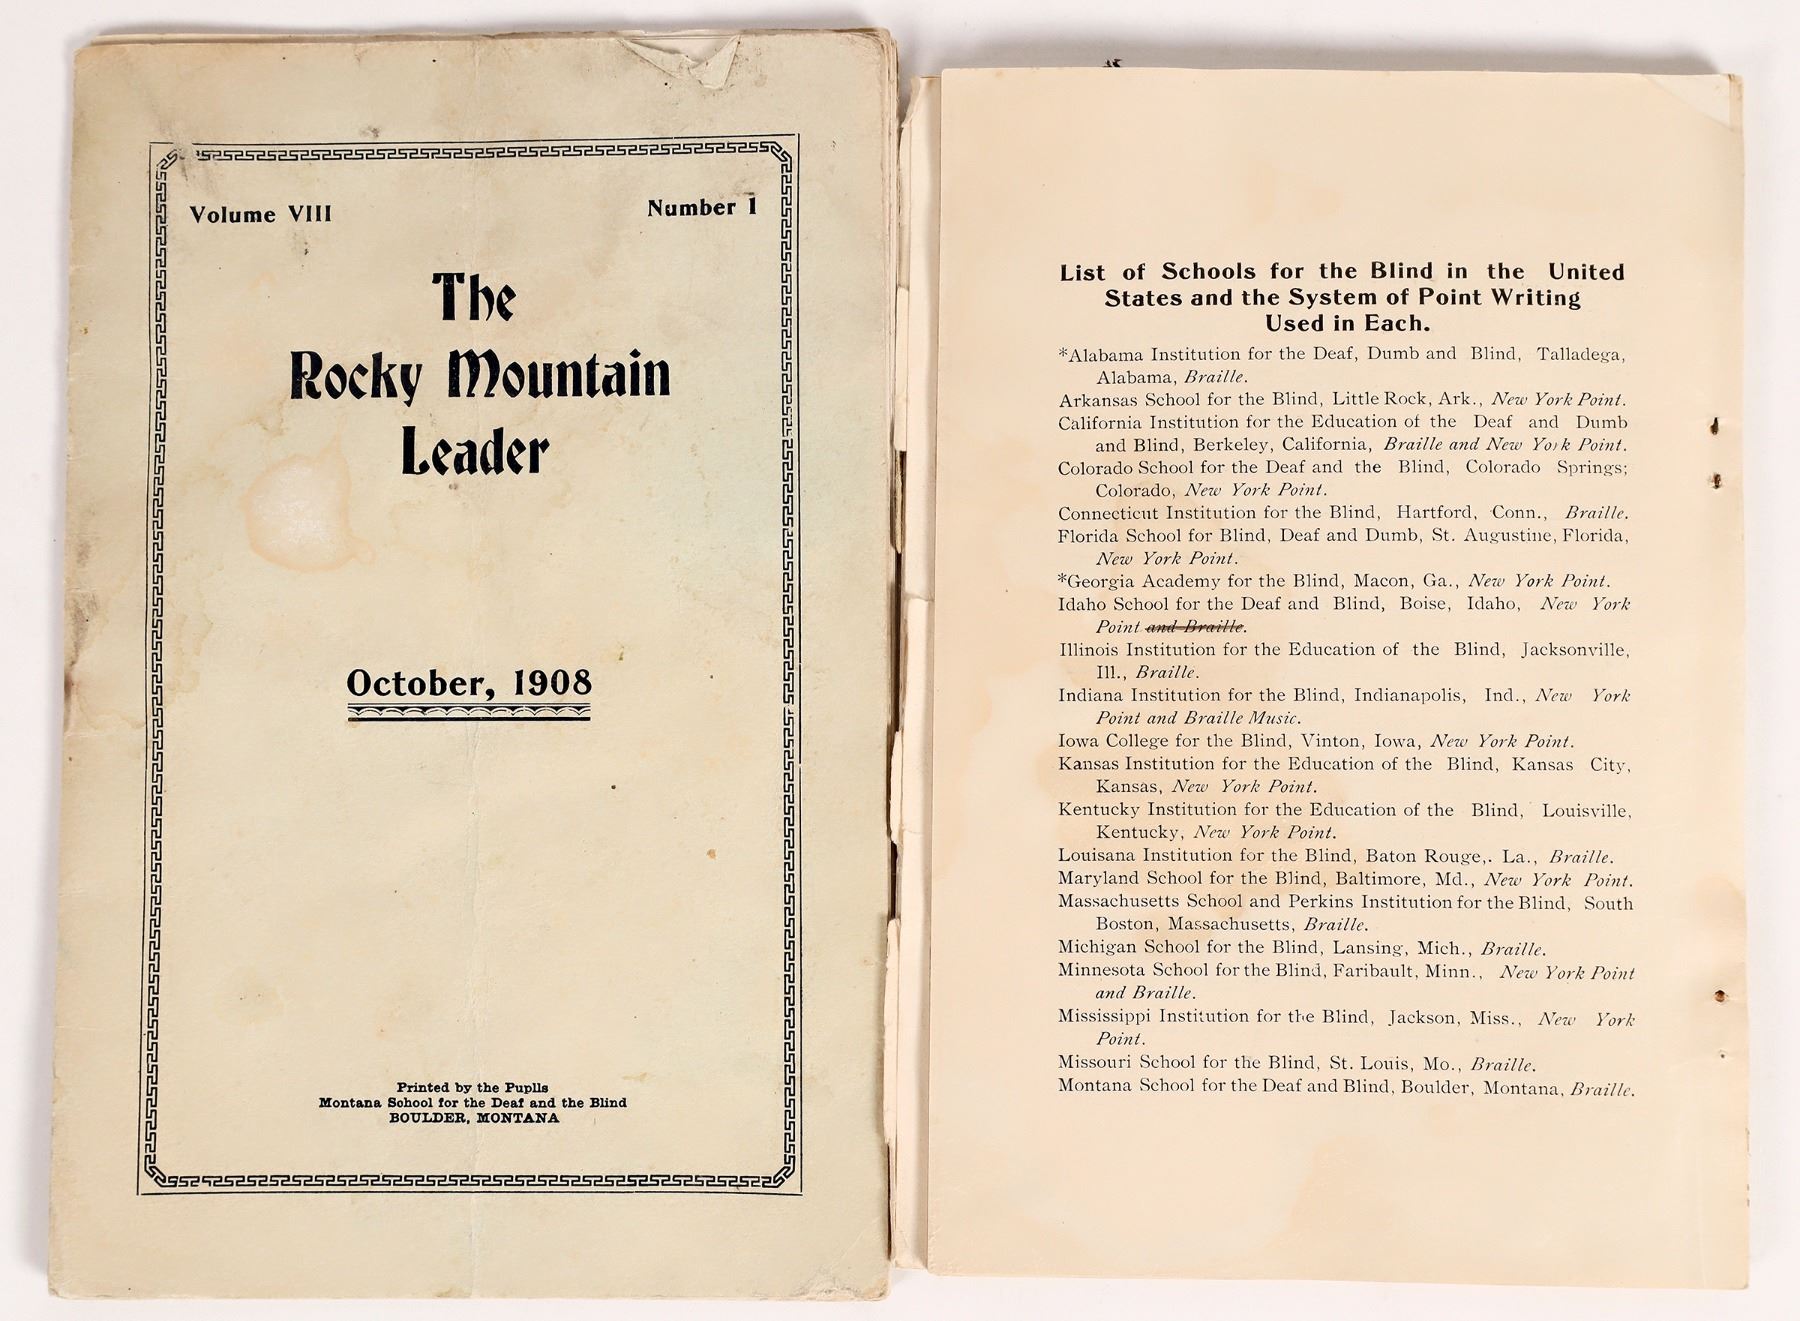 Volume VIII
Number 1
The
Rocky Mountain
Leader
October, 1908
Printed by the Pupils
Montana School for the Deaf and the Blind
BOULDER, MONTANA
List of Schools for the Blind in the United
States and the System of Point Writing
Used in Each.
*Alabama Institution for the Deaf, Dumb and Blind, Talladega,
Alabama, Braille.
Arkansas School for the Blind, Little Rock, Ark., New York Point.
California Institution for the Education of the Deaf and Dumb
and Blind, Berkeley, California, Braille and New York Point.
Colorado School for the Deaf and the Blind, Colorado Springs;
Colorado, New York Point.
Connecticut Institution for the Blind, Hartford, Conn., Braille.
Florida School for Blind, Deaf and Dumb, St. Augustine, Florida,
New York Point.
*Georgia Academy for the Blind, Macon, Ga., New York Point.
Idaho School for the Deaf and Blind, Boise, Idaho, New York
Point and Braille.
Illinois Institution for the Education of the Blind, Jacksonville,
Ill., Braille.
Indiana Institution for the Blind, Indianapolis, Ind., New York
Point and Braille Music.
Iowa College for the Blind, Vinton, Iowa, New York Point.
Kansas Institution for the Education of the Blind, Kansas City,
Kansas, New York Point.
Kentucky Institution for the Education of the Blind, Louisville,
Kentucky, New York Point.
Louisana Institution for the Blind, Baton Rouge,. La., Braille.
Maryland School for the Blind, Baltimore, Md., New York Point.
Massachusetts School and Perkins Institution for the Blind, South
Boston, Massachusetts, Braille.
Michigan School for the Blind, Lansing, Mich., Braille.
Minnesota School for the Blind, Faribault, Minn., New York Point
and Braille.
Mississippi Institution for the Blind, Jackson, Miss., New York
Point.
Missouri School for the Blind, St. Louis, Mo., Braille.
Montana School for the Deaf and Blind, Boulder, Montana, Braille.